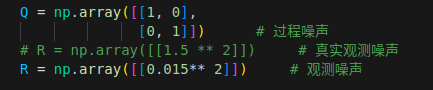 Q = np.array([[1, 0],
[0, 1]])        # 过程噪声
# R = np.array([[1.5 ** 2]])    # 真实观测噪声
R = np.array([[0.015** 2]])    # 观测噪声